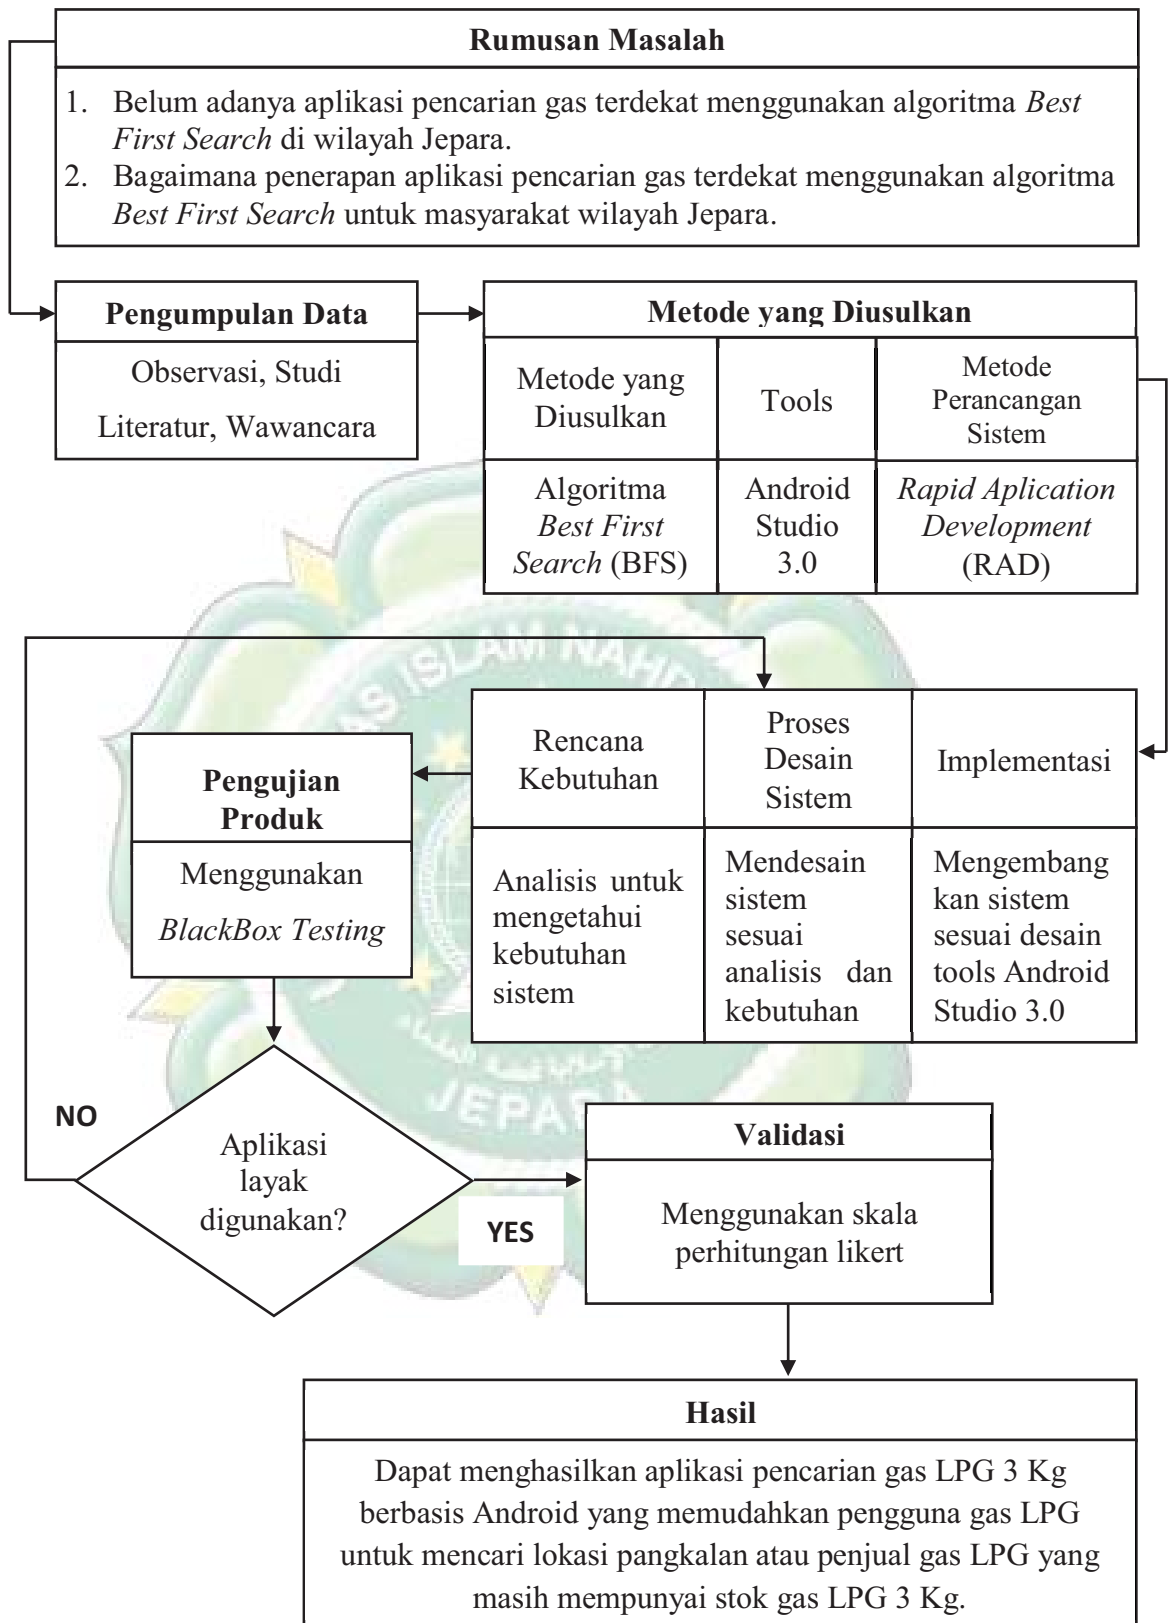 Rumusan Masalah
1. Belum adanya aplikasi pencarian gas terdekat menggunakan algoritma Best
First Search di wilayah Jepara.
2. Bagaimana penerapan aplikasi pencarian gas terdekat menggunakan algoritma
Best First Search untuk masyarakat wilayah Jepara.
Pengumpulan Data
Observasi, Studi
Literatur, Wawancara
Metode yang Diusulkan
Metode yang
Diusulkan
Tools
Metode
Perancangan
Sistem
Algoritma
Best First
Search (BFS)
Android
Studio
3.0
Rapid Aplication
Development
(RAD)
Rencana
Kebutuhan
Proses
Desain
Sistem
Implementasi
Analisis untuk
mengetahui
kebutuhan
sistem
Mendesain
sistem
sesuai
analisis dan
kebutuhan
Mengembang
kan sistem
sesuai desain
tools Android
Studio 3.0
Pengujian
Produk
Menggunakan
BlackBox Testing
Aplikasi
layak
digunakan?
NO
YES
Validasi
Menggunakan skala
perhitungan likert
Hasil
Dapat menghasilkan aplikasi pencarian gas LPG 3 Kg
berbasis Android yang memudahkan pengguna gas LPG
untuk mencari lokasi pangkalan atau penjual gas LPG yang
masih mempunyai stok gas LPG 3 Kg.
ISLAM
JEPARA